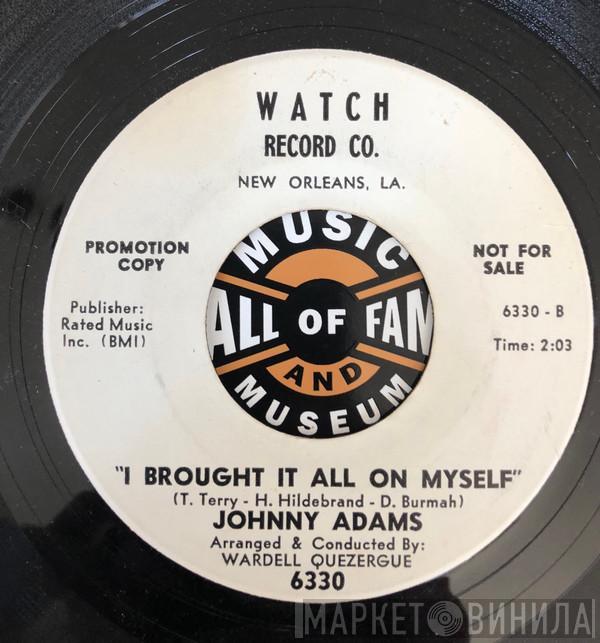 WATCH
RECORD CO.
NEW ORLEANS, LA.
PROMOTION
COPY
NOT FOR
SALE
Publisher:
Rated Music
Inc. (BMI)
6330 - B
Time: 2:03
MUSIC
ALL OF FAM
AND
MUSEUM
"I BROUGHT IT ALL ON MYSELF"
(T. Terry - H. Hildebrand - D. Burmah)
JOHNNY ADAMS
Arranged & Conducted By:
WARDELL QUEZERGUE
6330
МАРКЕТ ВИНИЛА